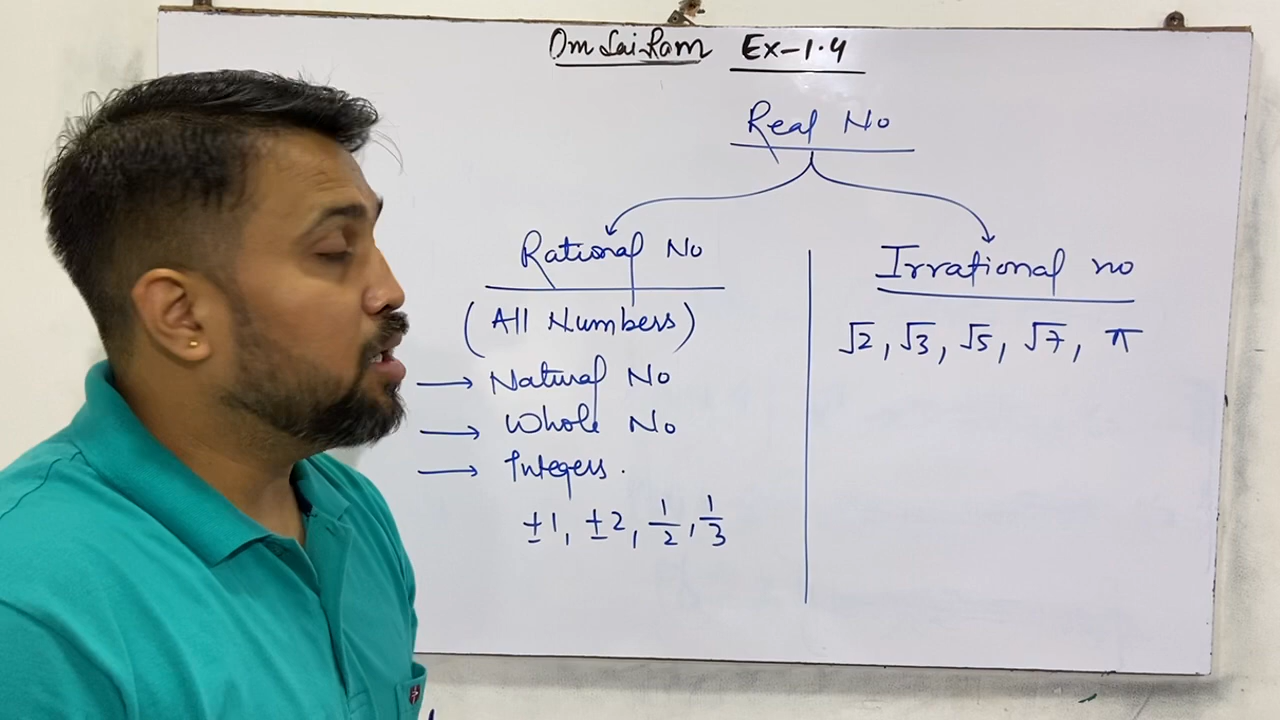 Om Sai Ram Ex-1.4
Real No
Rational No
(All Numbers)
→ Natural No
→ Whole No
→ Integers.
±1, ±2, 1/2, 1/3
Irrational no
√2, √3, √5, √7, π